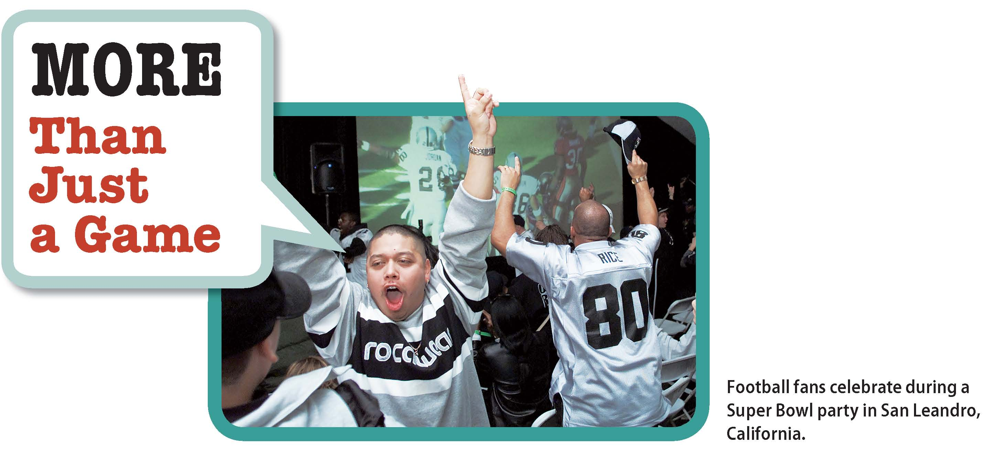 MORE
Than
Just
a Game
JORDAN
28
30
RICE
80
Football fans celebrate during a
Super Bowl party in San Leandro,
California.